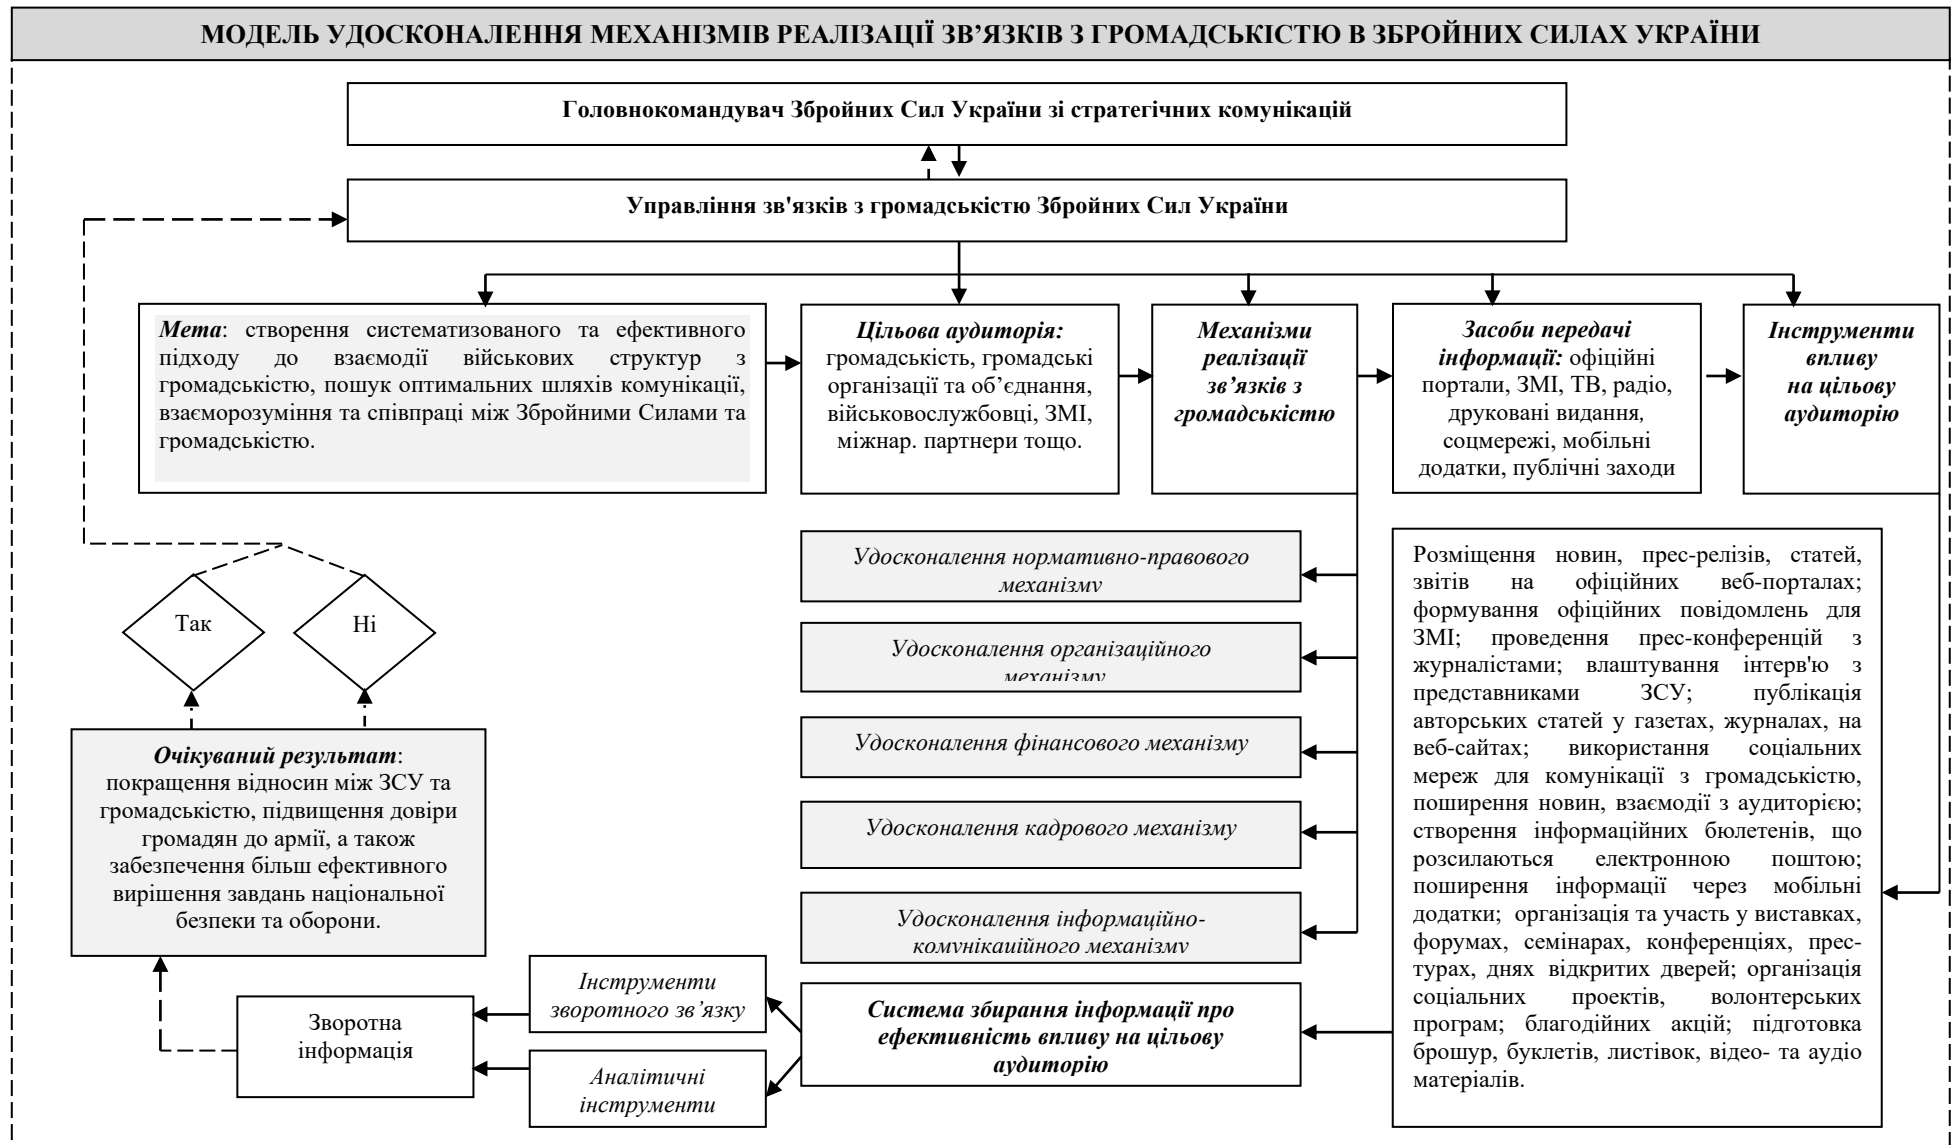 МОДЕЛЬ УДОСКОНАЛЕННЯ МЕХАНІЗМІВ РЕАЛІЗАЦІЇ ЗВ’ЯЗКІВ З ГРОМАДСЬКІСТЮ В ЗБРОЙНИХ СИЛАХ УКРАЇНИ
Головнокомандувач Збройних Сил України зі стратегічних комунікацій
Управління зв'язків з громадськістю Збройних Сил України
Мета: створення систематизованого та ефективного
підходу до взаємодії військових структур з
громадськістю, пошук оптимальних шляхів комунікації,
взаєморозуміння та співпраці між Збройними Силами та
громадськістю.
Цільова аудиторія:
громадськість, громадські
організації та об’єднання,
військовослужбовці, ЗМІ,
міжнар. партнери тощо.
Механізми
реалізації
зв’язків з
громадськістю
Засоби передачі
інформації: офіційні
портали, ЗМІ, ТВ, радіо,
друковані видання,
соцмережі, мобільні
додатки, публічні заходи
Інструменти
впливу
на цільову
аудиторію
Удосконалення нормативно-правового
механізму
Удосконалення організаційного
механізму
Удосконалення фінансового механізму
Удосконалення кадрового механізму
Удосконалення інформаційно-
комунікаційного механізму
Розміщення новин, прес-релізів, статей,
звітів на офіційних веб-порталах;
формування офіційних повідомлень для
ЗМІ; проведення прес-конференцій з
журналістами; влаштування інтерв'ю з
представниками ЗСУ; публікація
авторських статей у газетах, журналах, на
веб-сайтах; використання соціальних
мереж для комунікації з громадськістю,
поширення новин, взаємодії з аудиторією;
створення інформаційних бюлетенів, що
розсилаються електронною поштою;
поширення інформації через мобільні
додатки; організація та участь у виставках,
форумах, семінарах, конференціях, прес-
турах, днях відкритих дверей; організація
соціальних проектів, волонтерських
програм; благодійних акцій; підготовка
брошур, буклетів, листівок, відео- та аудіо
матеріалів.
Система збирання інформації про
ефективність впливу на цільову
аудиторію
Інструменти
зворотного зв’язку
Аналітичні
інструменти
Зворотна
інформація
Очікуваний результат:
покращення відносин між ЗСУ та
громадськістю, підвищення довіри
громадян до армії, а також
забезпечення більш ефективного
вирішення завдань національної
безпеки та оборони.
Так
Ні